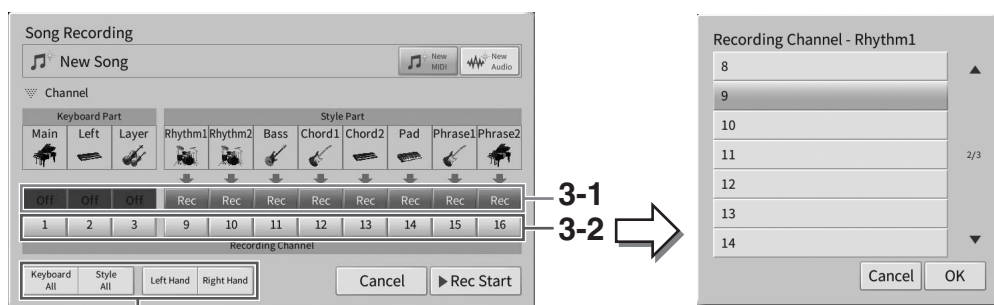 Song Recording
New Song
New MIDI
New Audio
Channel
Keyboard Part Style Part
Main Left Layer Rhythm1 Rhythm2 Bass Chord1 Chord2 Pad Phrase1 Phrase2
Off Off Off Rec Rec Rec Rec Rec Rec Rec Rec
3-1
1 2 3 9 10 11 12 13 14 15 16
3-2
Recording Channel
Keyboard All
Style All
Left Hand Right Hand
Cancel Rec Start
Recording Channel - Rhythm1
8
9
10
11
2/3
12
13
14
Cancel OK